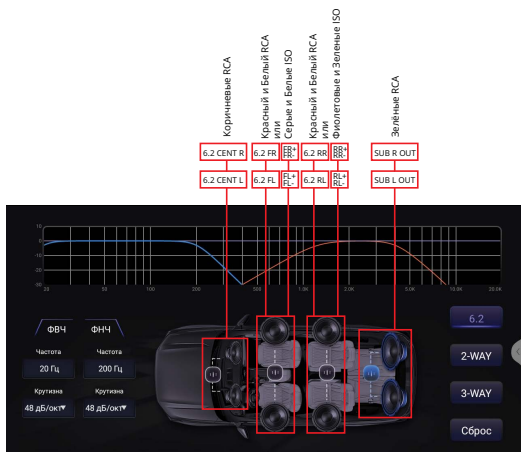 Коричневые RCA
Красный и Белый RCA
или
Серые и Белые ISO
Красный и Белый RCA
или
Фиолетовые и Зеленые ISO
Зелёные RCA
6.2 CENT R
6.2 FR
FR+
FR-
6.2 RR
RR+
RR-
SUB R OUT
6.2 CENT L
6.2 FL
FL+
FL-
6.2 RL
RL+
RL-
SUB L OUT
10
0
-10
-20
-30
20 50 100 200 500 1.0K 2.0K 5.0K 10.0K 20.0K
ФВЧ ФНЧ
Частота Частота
20 Гц 200 Гц
Крутизна Крутизна
48 дБ/окт▼ 48 дБ/окт▼
6.2
2-WAY
3-WAY
Сброс